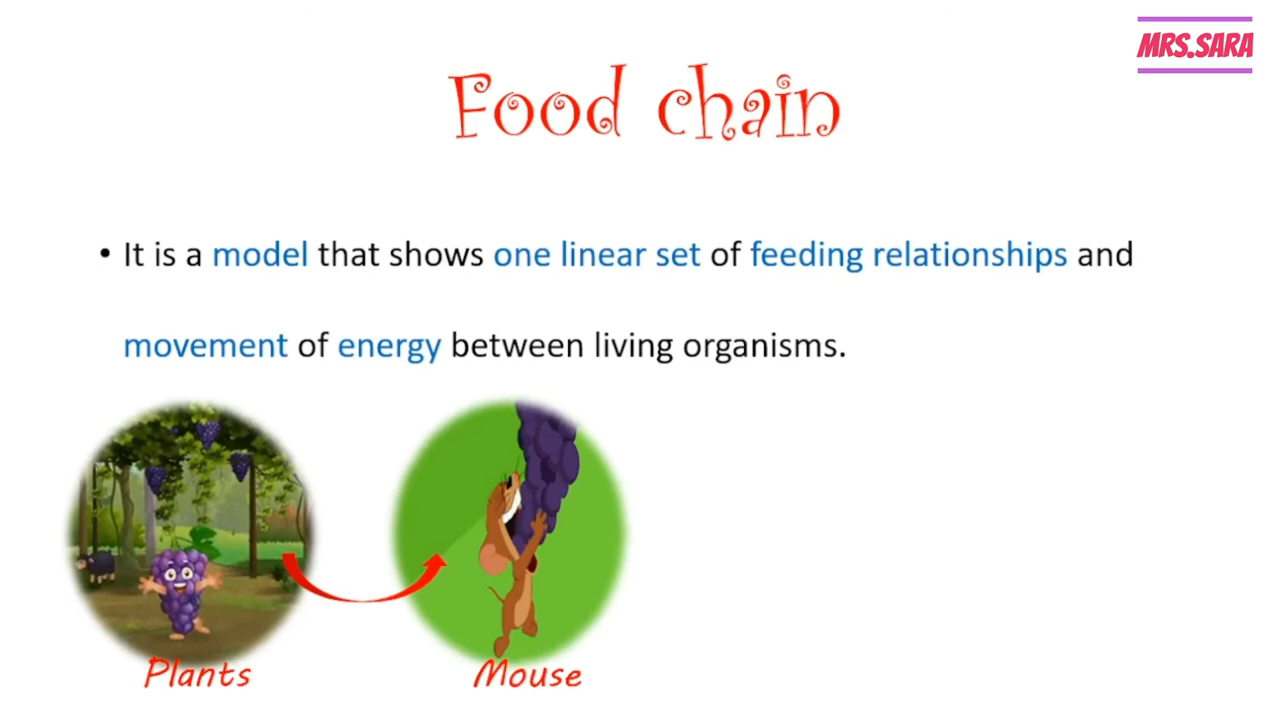 MRS.SARA
Food chain
• It is a model that shows one linear set of feeding relationships and
movement of energy between living organisms.
Plants
Mouse